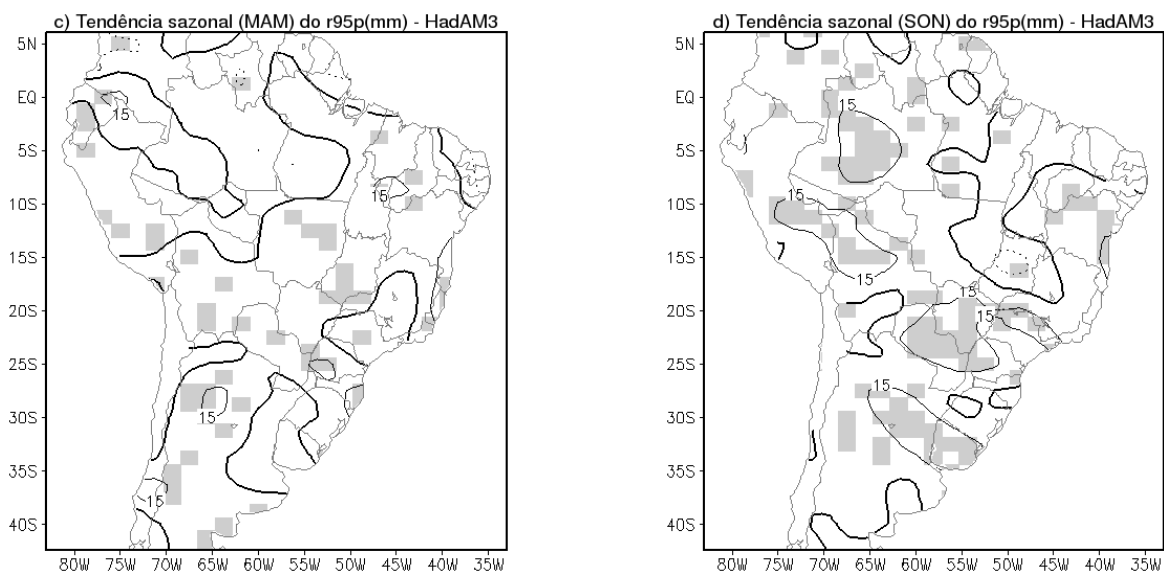 c) Tendência sazonal (MAM) do r95p(mm) - HadAM3
5N
EQ
5S
10S
15S
20S
25S
30S
35S
40S
80W 75W 70W 65W 60W 55W 50W 45W 40W 35W
15
15
15
15
d) Tendência sazonal (SON) do r95p(mm) - HadAM3
5N
EQ
5S
10S
15S
20S
25S
30S
35S
40S
80W 75W 70W 65W 60W 55W 50W 45W 40W 35W
15
15
15
15
15
15